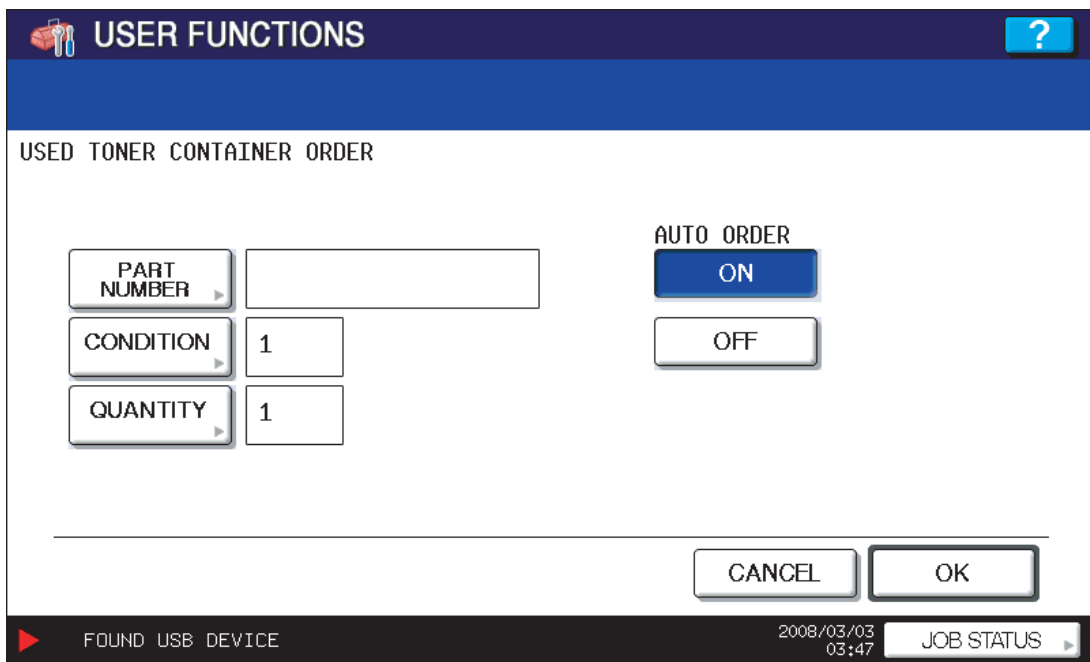 USER FUNCTIONS
?
USED TONER CONTAINER ORDER
AUTO ORDER
PART
NUMBER
ON
CONDITION
1
OFF
QUANTITY
1
CANCEL
OK
FOUND USB DEVICE
2008/03/03
03:47
JOB STATUS